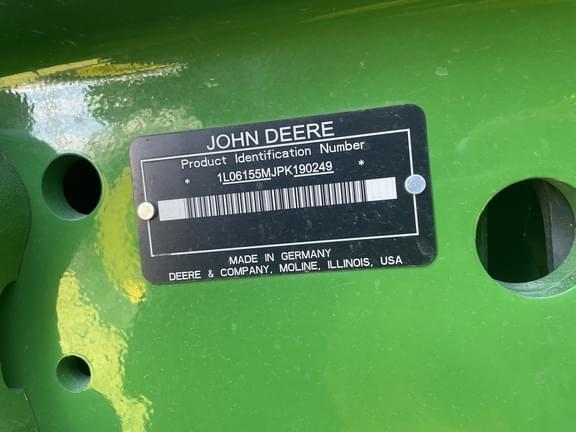 JOHN DEERE
Product Identification Number
* 1L06155MJPK190249 *
MADE IN GERMANY
DEERE & COMPANY, MOLINE, ILLINOIS, USA